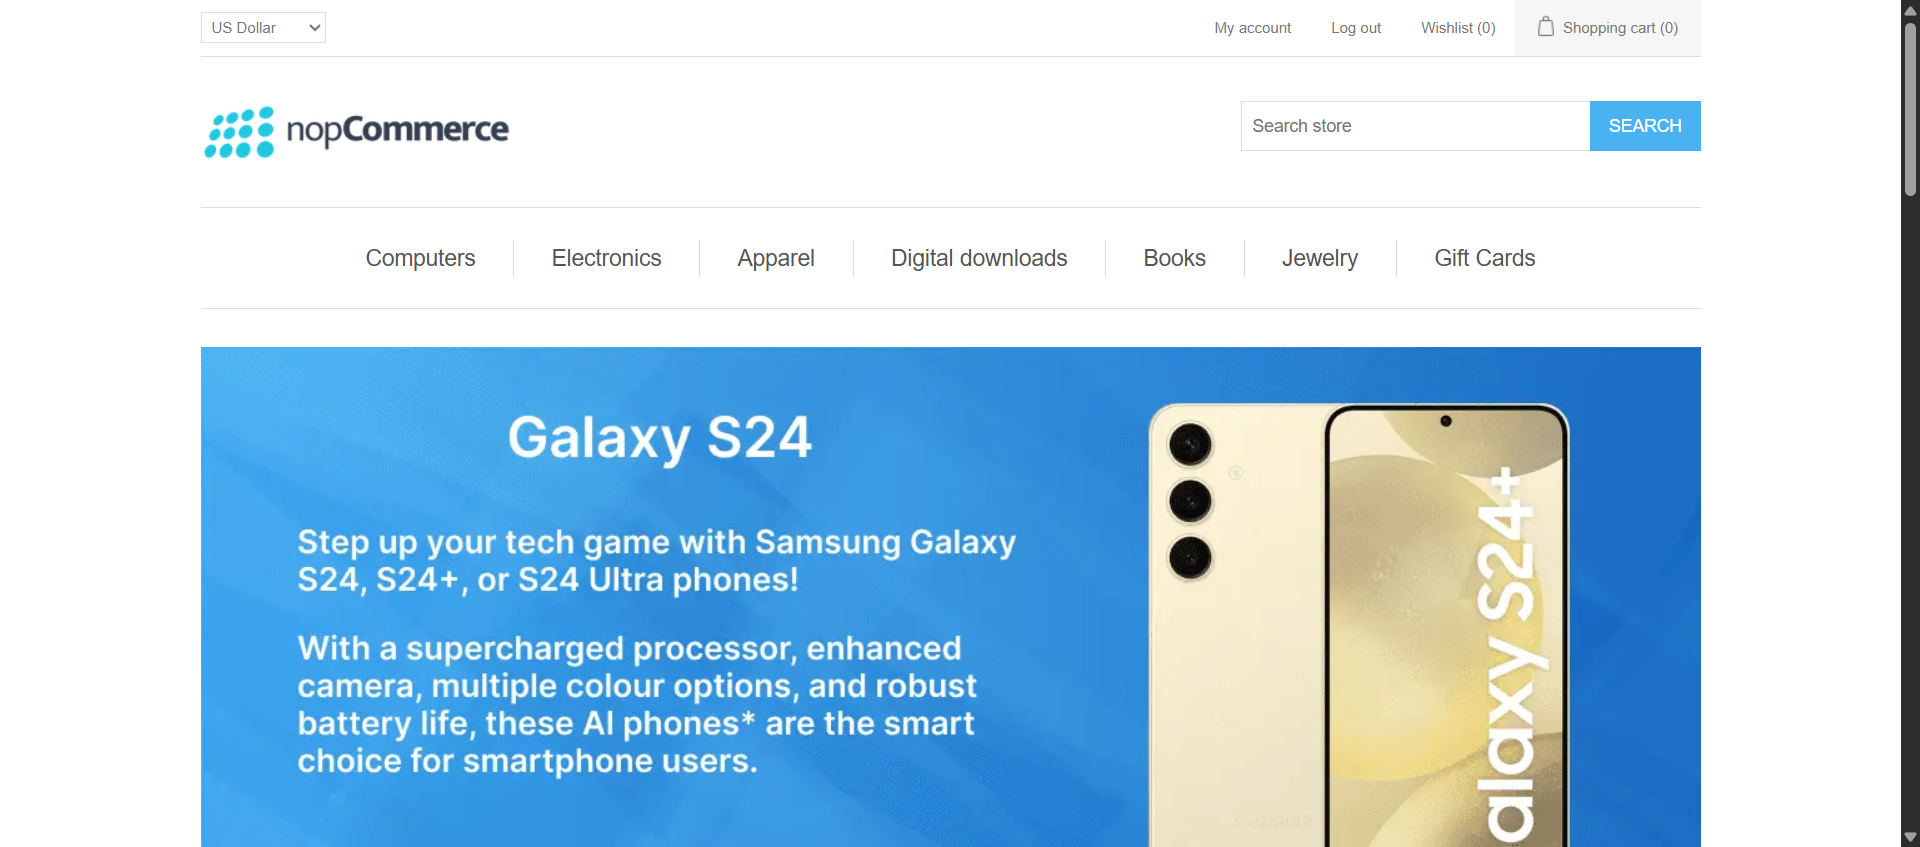 US Dollar
My account
Log out
Wishlist (0)
Shopping cart (0)
nopCommerce
Search store
SEARCH
Computers
Electronics
Apparel
Digital downloads
Books
Jewelry
Gift Cards
Galaxy S24
Step up your tech game with Samsung Galaxy
S24, S24+, or S24 Ultra phones!
With a supercharged processor, enhanced
camera, multiple colour options, and robust
battery life, these AI phones* are the smart
choice for smartphone users.
alaxy S24+
SAMSUNG